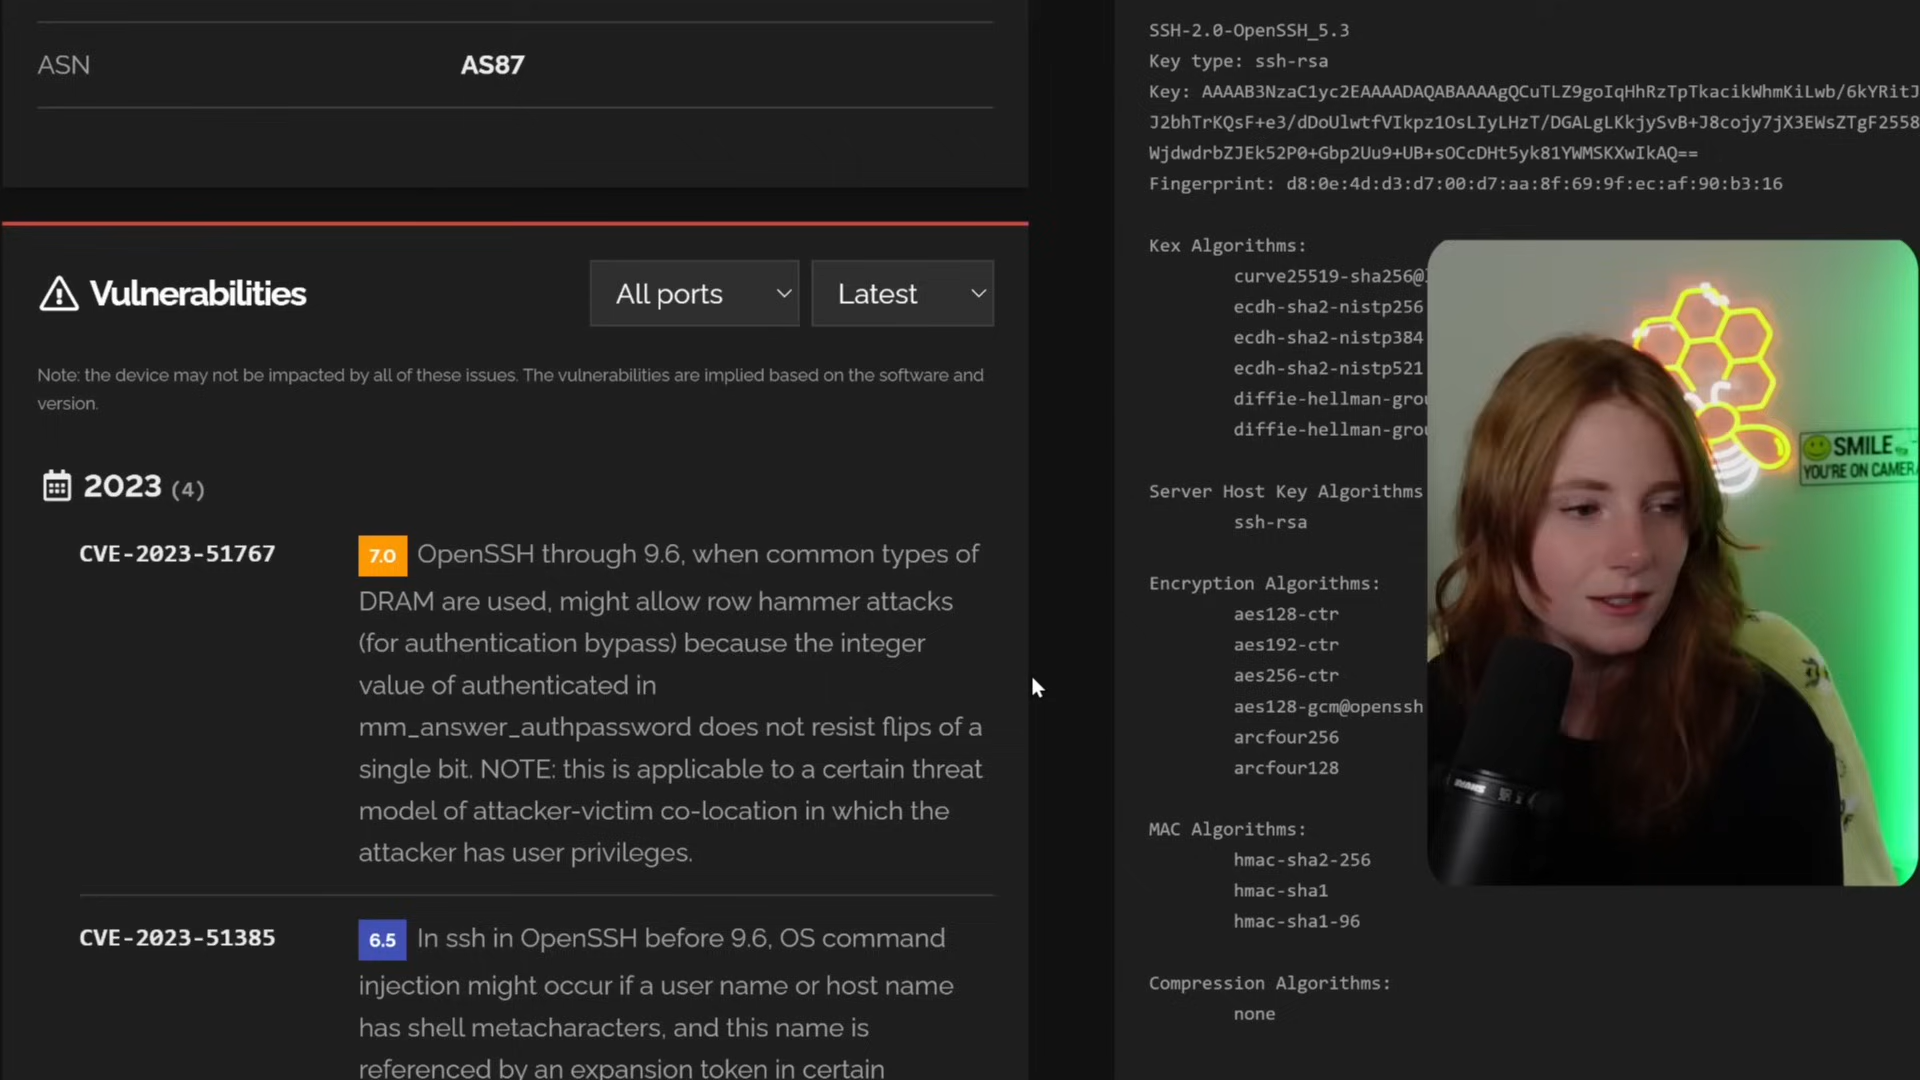 ASN AS87
Vulnerabilities
All ports
Latest
Note: the device may not be impacted by all of these issues. The vulnerabilities are implied based on the software and
version.
2023 (4)
CVE-2023-51767
7.0 OpenSSH through 9.6, when common types of
DRAM are used, might allow row hammer attacks
(for authentication bypass) because the integer
value of authenticated in
mm_answer_authpassword does not resist flips of a
single bit. NOTE: this is applicable to a certain threat
model of attacker-victim co-location in which the
attacker has user privileges.
CVE-2023-51385
6.5 In ssh in OpenSSH before 9.6, OS command
injection might occur if a user name or host name
has shell metacharacters, and this name is
referenced by an expansion token in certain
SSH-2.0-OpenSSH_5.3
Key type: ssh-rsa
Key: AAAAB3NzaC1yc2EAAAADAQABAAAAgQCuTLZ9goIqHhRzTpTkacikWhmKiLwb/6kYRitJ
J2bhTrKQsF+e3/dDoUlwtfVIkpz1OsLIyLHzT/DGALgLKkjySvB+J8cojy7jX3EWsZTgF2558
WjdwdrbZJEk52P0+Gbp2Uu9+UB+sOCcDHt5yk81YWMSKXwIkAQ==
Fingerprint: d8:0e:4d:d3:d7:00:d7:aa:8f:69:9f:ec:af:90:b3:16
Kex Algorithms:
curve25519-sha256@
ecdh-sha2-nistp256
ecdh-sha2-nistp384
ecdh-sha2-nistp521
diffie-hellman-grou
diffie-hellman-grou
Server Host Key Algorithms
ssh-rsa
Encryption Algorithms:
aes128-ctr
aes192-ctr
aes256-ctr
aes128-gcm@openssh
arcfour256
arcfour128
MAC Algorithms:
hmac-sha2-256
hmac-sha1
hmac-sha1-96
Compression Algorithms:
none
SMILE
YOU'RE ON CAMERA
SHURE